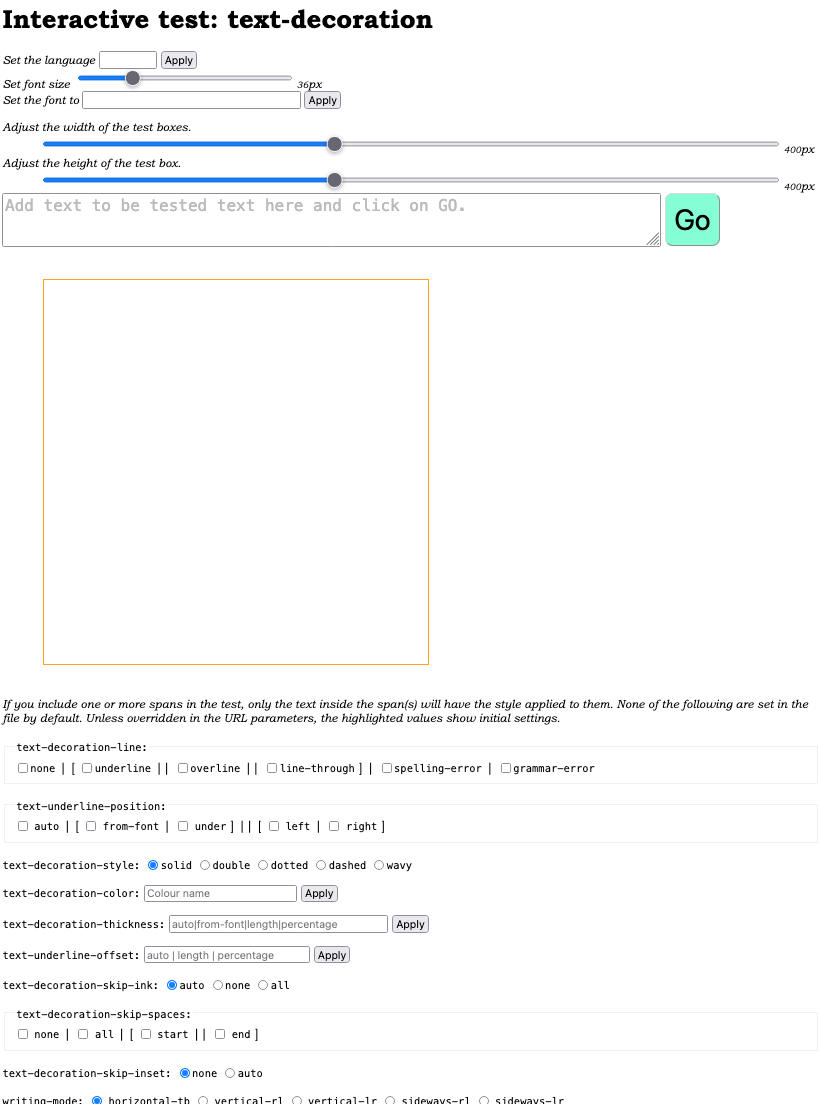 Interactive test: text-decoration
Set the language Apply
Set font size 36px
Set the font to Apply
Adjust the width of the test boxes.
400px
Adjust the height of the test box.
400px
Add text to be tested text here and click on GO. Go
If you include one or more spans in the test, only the text inside the span(s) will have the style applied to them. None of the following are set in the
file by default. Unless overridden in the URL parameters, the highlighted values show initial settings.
text-decoration-line:
none | [ underline || overline || line-through ] | spelling-error | grammar-error
text-underline-position:
auto | [ from-font | under ] || [ left | right ]
text-decoration-style: solid double dotted dashed wavy
text-decoration-color: Colour name Apply
text-decoration-thickness: auto|from-font|length|percentage Apply
text-underline-offset: auto | length | percentage Apply
text-decoration-skip-ink: auto none all
text-decoration-skip-spaces:
none | all | [ start || end ]
text-decoration-skip-inset: none auto
writing-mode: horizontal-tb vertical-rl vertical-lr sideways-rl sideways-lr